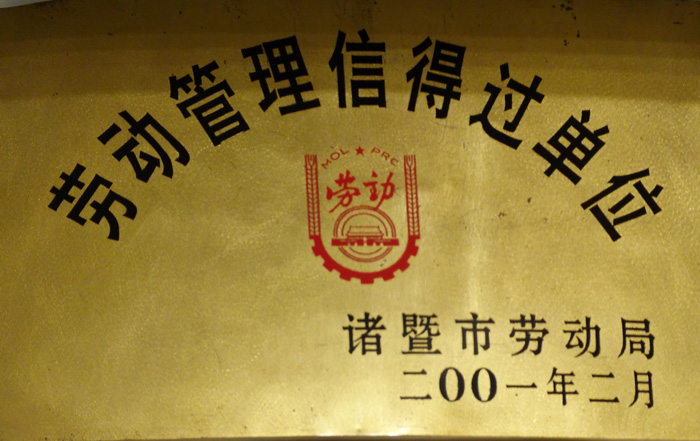 劳动管理信得过单位
MOL★PRC
劳动
诸暨市劳动局
二00一年二月